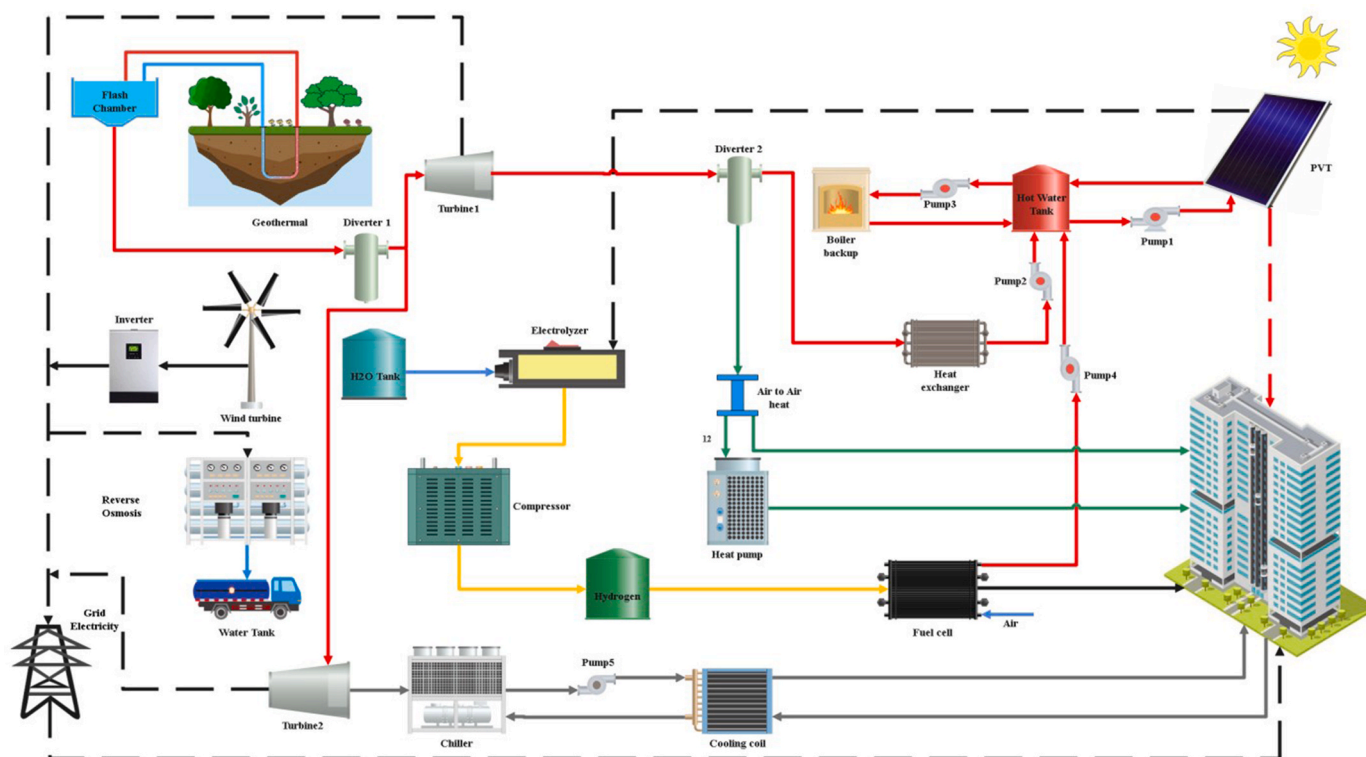 Flash
Chamber
Geothermal
Diverter 1
Turbine1
Diverter 2
PVT
Pump3
Hot Water
Tank
Pump1
Boiler
backup
Pump2
Inverter
Wind turbine
H2O Tank
Electrolyzer
Heat
exchanger
Pump4
Air to Air
heat
12
Reverse
Osmosis
Compressor
Heat pump
Hydrogen
Fuel cell
Air
Water Tank
Grid
Electricity
Turbine2
Chiller
Pump5
Cooling coil